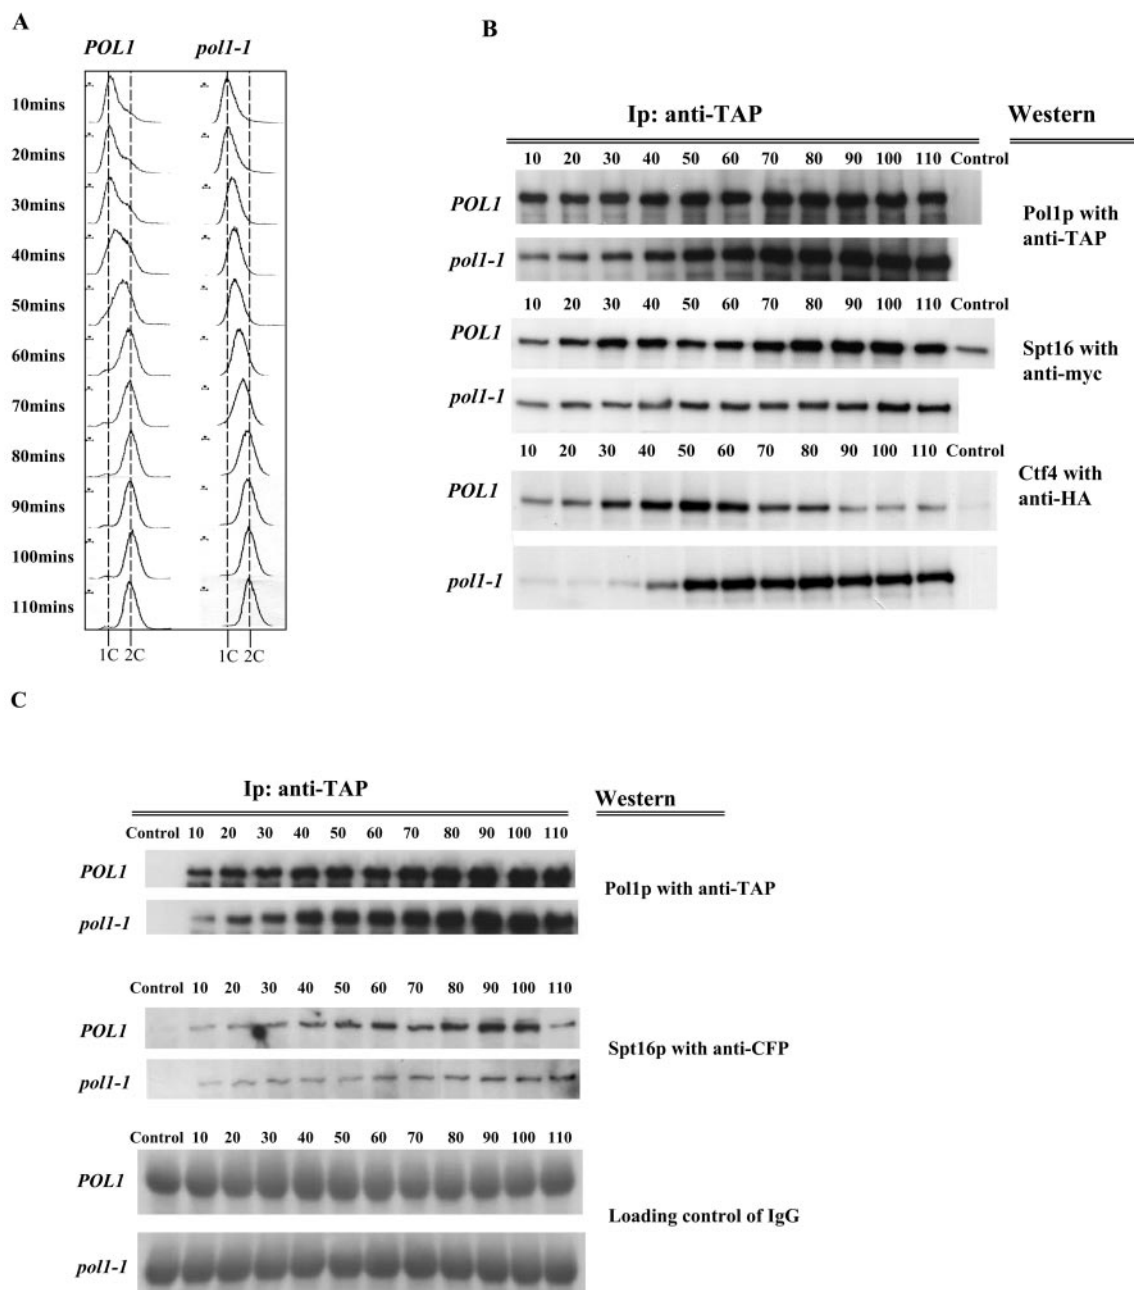 A
POL1 pol1-1
10mins
20mins
30mins
40mins
50mins
60mins
70mins
80mins
90mins
100mins
110mins
1C 2C 1C 2C
B
Ip: anti-TAP Western
10 20 30 40 50 60 70 80 90 100 110 Control
POL1
pol1-1
Pol1p with
anti-TAP
10 20 30 40 50 60 70 80 90 100 110 Control
POL1
pol1-1
Spt16 with
anti-myc
10 20 30 40 50 60 70 80 90 100 110 Control
POL1
pol1-1
Ctf4 with
anti-HA
C
Ip: anti-TAP Western
Control 10 20 30 40 50 60 70 80 90 100 110
POL1
pol1-1
Pol1p with anti-TAP
Control 10 20 30 40 50 60 70 80 90 100 110
POL1
pol1-1
Spt16p with anti-CFP
Control 10 20 30 40 50 60 70 80 90 100 110
POL1
pol1-1
Loading control of IgG